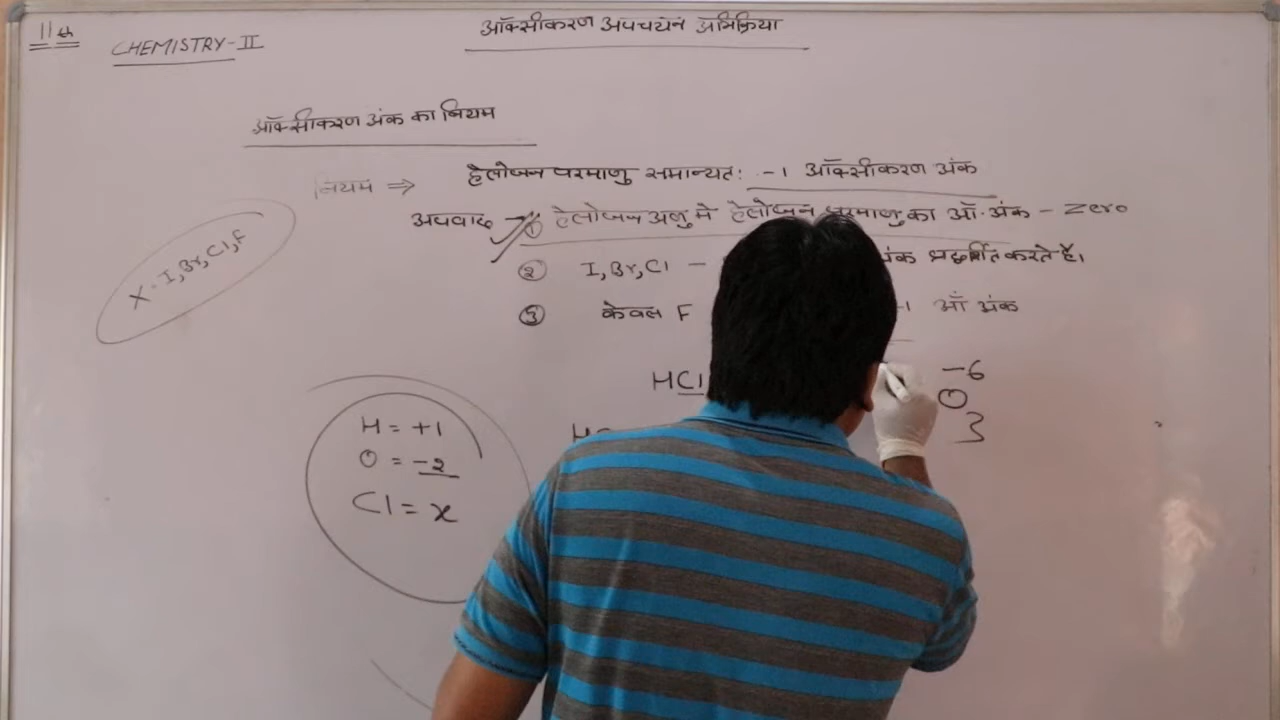 11th
CHEMISTRY-II
ऑक्सीकरण अपचयन अभिक्रिया
ऑक्सीकरण अंक का नियम
नियम ⇒ हैलोजन परमाणु समान्यतः -1 ऑक्सीकरण अंक
अपवाद → ① हेलोजन अणु मे हेलोजन परमाणु का ऑ.अंक - Zero
② I, Br, Cl - प्रदर्शित करते है।
③ केवल F -1 ऑ अंक
X = I, Br, Cl, F
HCl
-6
O
3
H = +1
O = -2
Cl = x